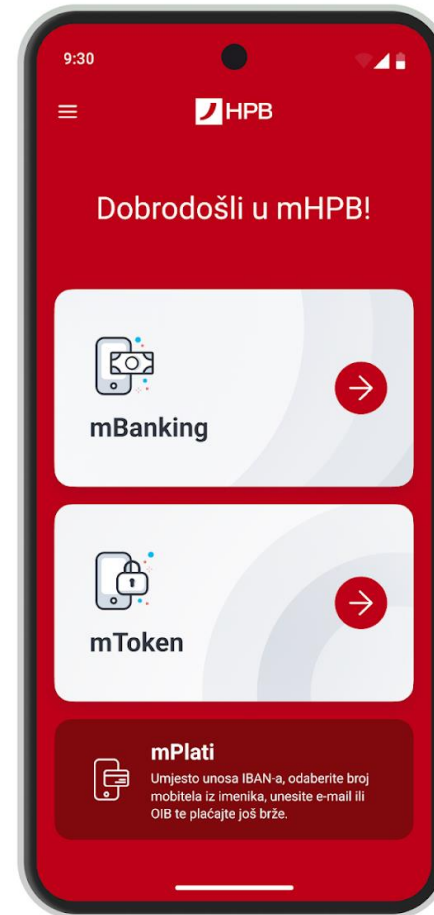 9:30
HPB
Dobrodošli u mHPB!
mBanking
mToken
mPlati
Umjesto unosa IBAN-a, odaberite broj
mobitela iz imenika, unesite e-mail ili
OIB te plaćajte još brže.